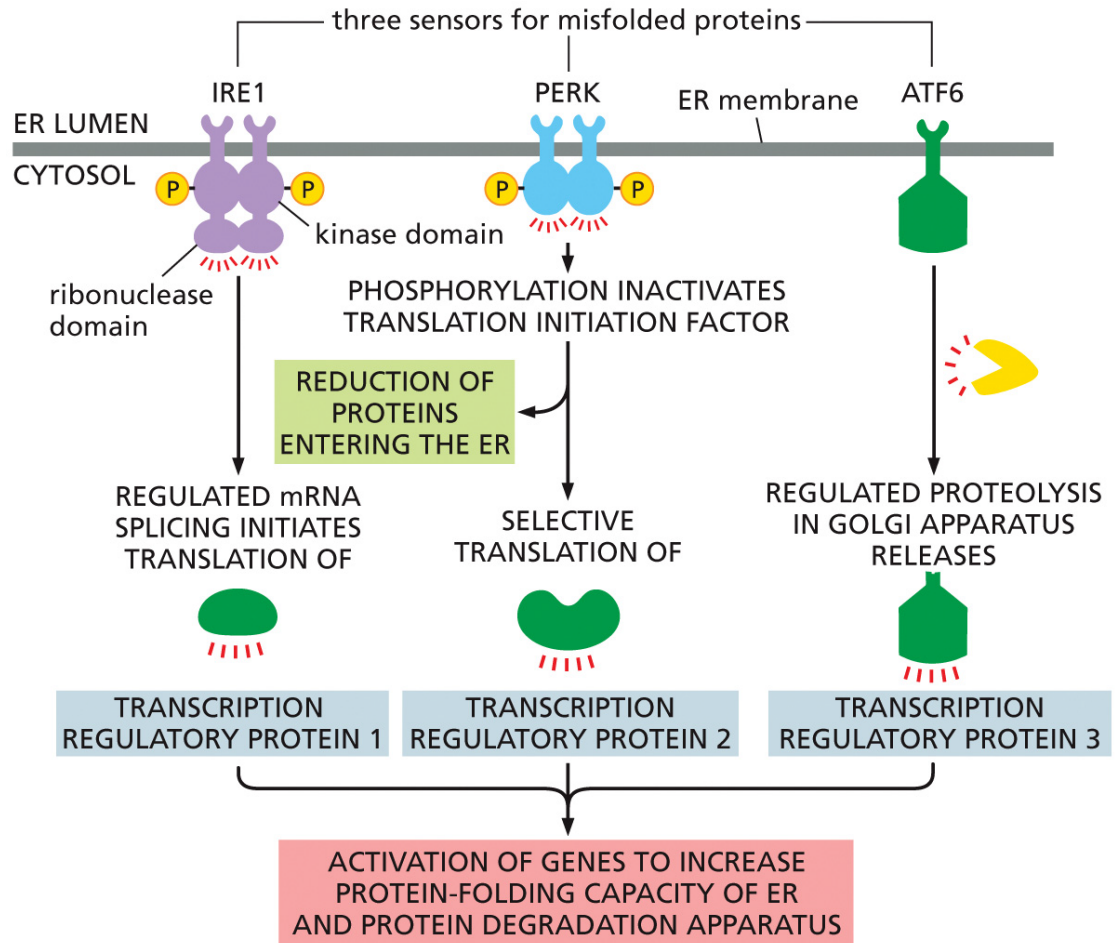 three sensors for misfolded proteins
IRE1
PERK
ATF6
ER membrane
ER LUMEN
CYTOSOL
P
P
P
P
kinase domain
ribonuclease
domain
PHOSPHORYLATION INACTIVATES
TRANSLATION INITIATION FACTOR
REDUCTION OF
PROTEINS
ENTERING THE ER
REGULATED mRNA
SPLICING INITIATES
TRANSLATION OF
SELECTIVE
TRANSLATION OF
REGULATED PROTEOLYSIS
IN GOLGI APPARATUS
RELEASES
TRANSCRIPTION
REGULATORY PROTEIN 1
TRANSCRIPTION
REGULATORY PROTEIN 2
TRANSCRIPTION
REGULATORY PROTEIN 3
ACTIVATION OF GENES TO INCREASE
PROTEIN-FOLDING CAPACITY OF ER
AND PROTEIN DEGRADATION APPARATUS